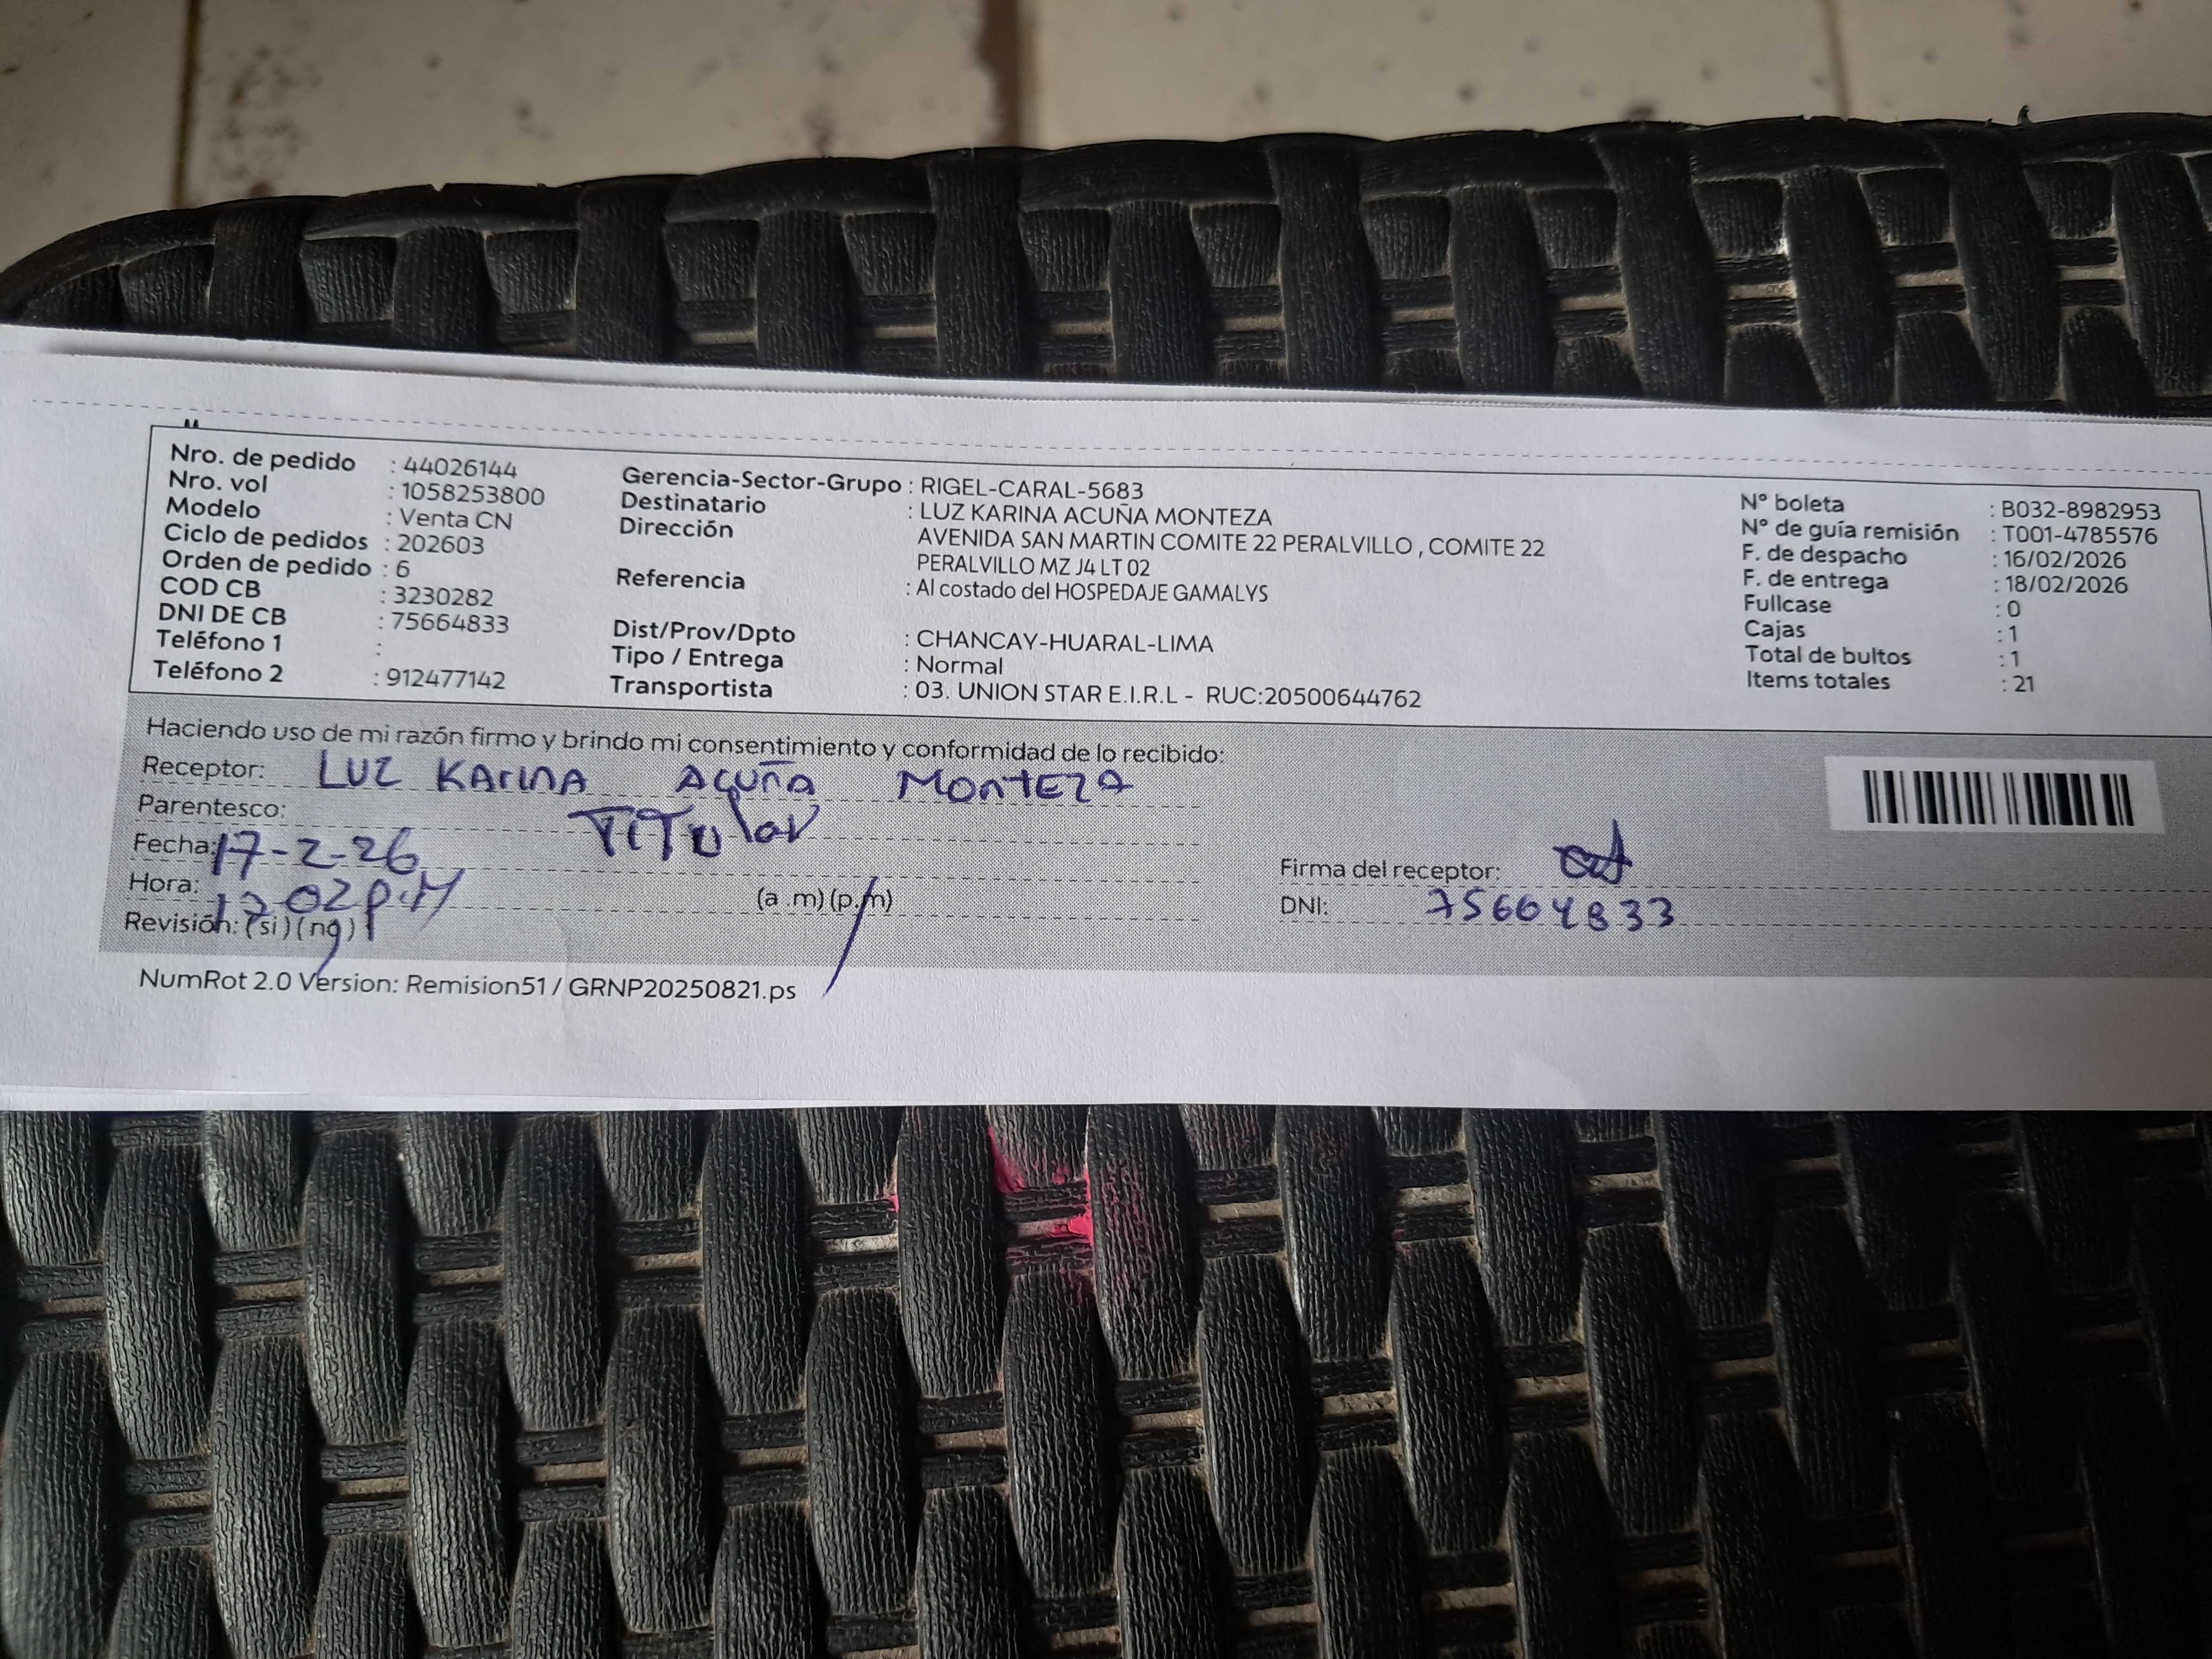 Nro. de pedido : 44026144
Nro. vol : 1058253800
Modelo : Venta CN
Ciclo de pedidos : 202603
Orden de pedido : 6
COD CB : 3230282
DNI DE CB : 75664833
Teléfono 1 :
Teléfono 2 : 912477142
Gerencia-Sector-Grupo : RIGEL-CARAL-5683
Destinatario : LUZ KARINA ACUÑA MONTEZA
Dirección AVENIDA SAN MARTIN COMITE 22 PERALVILLO , COMITE 22
PERALVILLO MZ J4 LT 02
Referencia : Al costado del HOSPEDAJE GAMALYS
Dist/Prov/Dpto : CHANCAY-HUARAL-LIMA
Tipo / Entrega : Normal
Transportista : 03. UNION STAR E.I.R.L - RUC:20500644762
N° boleta : B032-8982953
N° de guía remisión : T001-4785576
F. de despacho : 16/02/2026
F. de entrega : 18/02/2026
Fullcase : 0
Cajas : 1
Total de bultos : 1
Items totales : 21
Haciendo uso de mi razón firmo y brindo mi consentimiento y conformidad de lo recibido:
Receptor: LUZ KARINA ACUÑA MONTEZA
Parentesco: TITular
Fecha: 17-2-26
Hora: p.M (a .m) (p.m)
Revisión: (si) (no)
Firma del receptor:
DNI: 75664833
NumRot 2.0 Version: Remision51 / GRNP20250821.ps